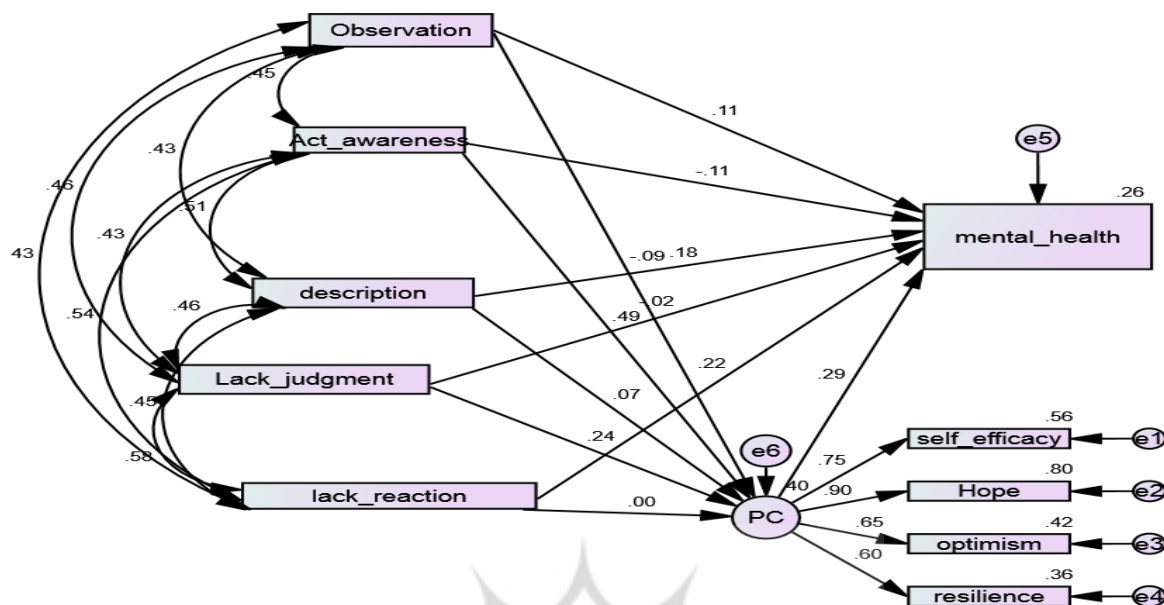 Observation
.45
.11
Act_awareness
e5
.43
.26
.46
.51
mental_health
43
.43
-.09
.18
description
.46
-.02
.54
.49
.22
Lack_judgment
.29
.07
.45
.24
.56
self_efficacy
e1
.58
e6
.75
.80
lack_reaction
.40
.90
Hope
e2
.00
PC
.65
.42
optimism
e3
.60
.36
resilience
e4
-.11